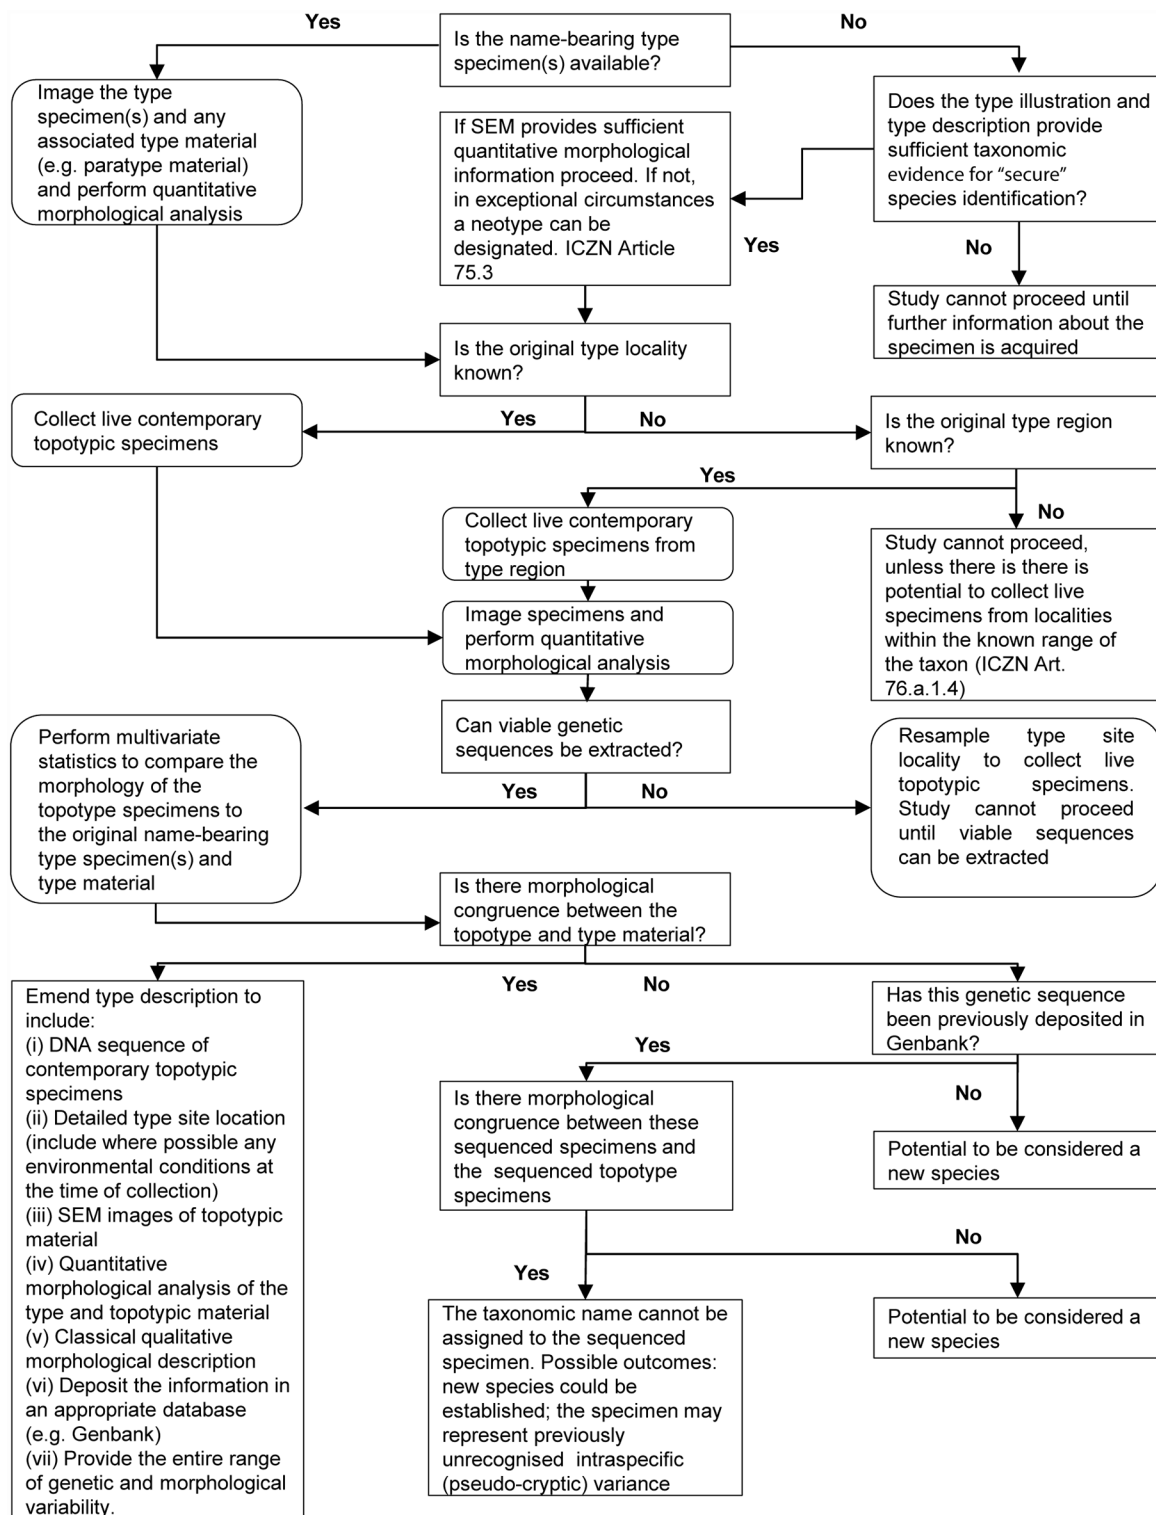 Yes
No
Is the name-bearing type
specimen(s) available?
Image the type
specimen(s) and any
associated type material
(e.g. paratype material)
and perform quantitative
morphological analysis
If SEM provides sufficient
quantitative morphological
information proceed. If not,
in exceptional circumstances
a neotype can be
designated. ICZN Article
75.3
Does the type illustration and
type description provide
sufficient taxonomic
evidence for “secure”
species identification?
Yes
No
Study cannot proceed until
further information about the
specimen is acquired
Is the original type locality
known?
Yes
No
Collect live contemporary
topotypic specimens
Is the original type region
known?
Yes
No
Collect live contemporary
topotypic specimens from
type region
Study cannot proceed,
unless there is there is
potential to collect live
specimens from localities
within the known range of
the taxon (ICZN Art.
76.a.1.4)
Image specimens and
perform quantitative
morphological analysis
Can viable genetic
sequences be extracted?
Yes
No
Perform multivariate
statistics to compare the
morphology of the
topotype specimens to
the original name-bearing
type specimen(s) and
type material
Resample type site
locality to collect live
topotypic specimens.
Study cannot proceed
until viable sequences
can be extracted
Is there morphological
congruence between the
topotype and type material?
Yes
No
Emend type description to
include:
(i) DNA sequence of
contemporary topotypic
specimens
(ii) Detailed type site location
(include where possible any
environmental conditions at
the time of collection)
(iii) SEM images of topotypic
material
(iv) Quantitative
morphological analysis of the
type and topotypic material
(v) Classical qualitative
morphological description
(vi) Deposit the information in
an appropriate database
(e.g. Genbank)
(vii) Provide the entire range
of genetic and morphological
variability.
Has this genetic sequence
been previously deposited in
Genbank?
Yes
No
Is there morphological
congruence between these
sequenced specimens and
the sequenced topotype
specimens
Potential to be considered a
new species
Yes
No
The taxonomic name cannot be
assigned to the sequenced
specimen. Possible outcomes:
new species could be
established; the specimen may
represent previously
unrecognised intraspecific
(pseudo-cryptic) variance
Potential to be considered a
new species